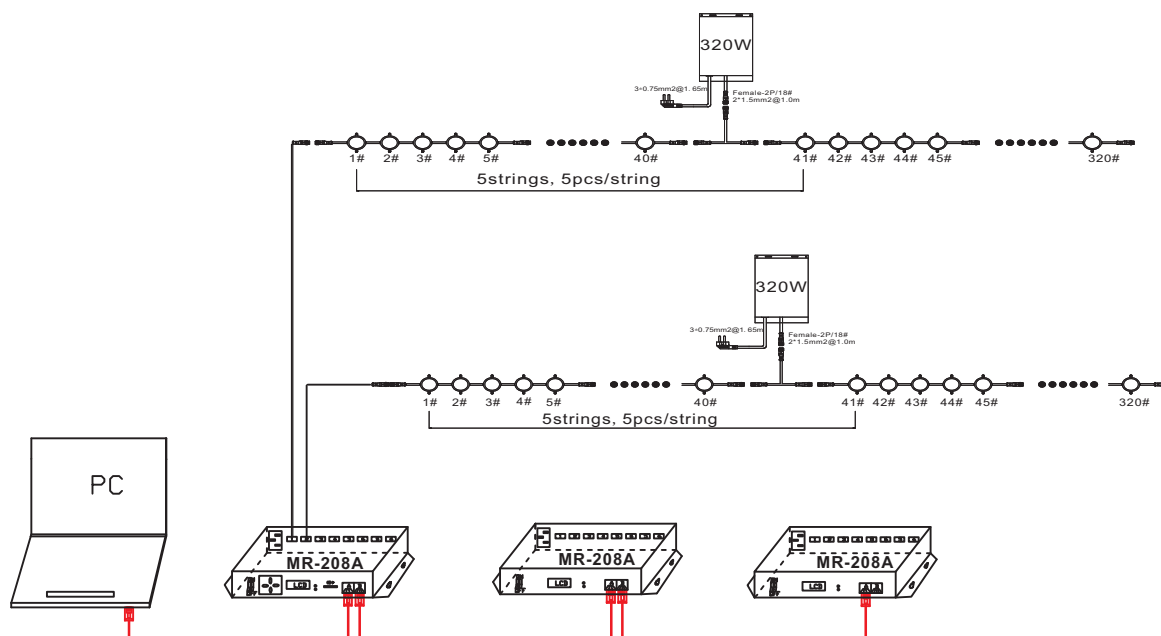 320W
3*0.75mm2@1.65m
Female-2P/18#
2*1.5mm2@1.0m
1# 2# 3# 4# 5# 40# 41# 42# 43# 44# 45# 320#
5strings, 5pcs/string
320W
3*0.75mm2@1.65m
Female-2P/18#
2*1.5mm2@1.0m
1# 2# 3# 4# 5# 40# 41# 42# 43# 44# 45# 320#
5strings, 5pcs/string
PC
MR-208A MR-208A MR-208A
LCD LCD LCD